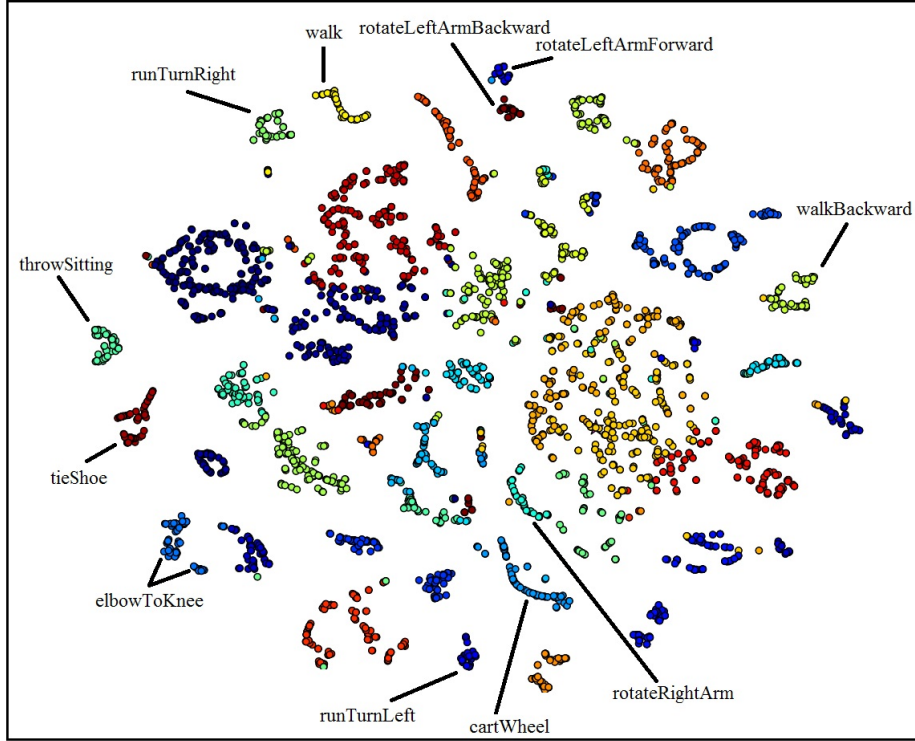 rotateLeftArmBackward
walk
rotateLeftArmForward
runTurnRight
walkBackward
throwSitting
tieShoe
elbowToKnee
rotateRightArm
runTurnLeft
cartWheel